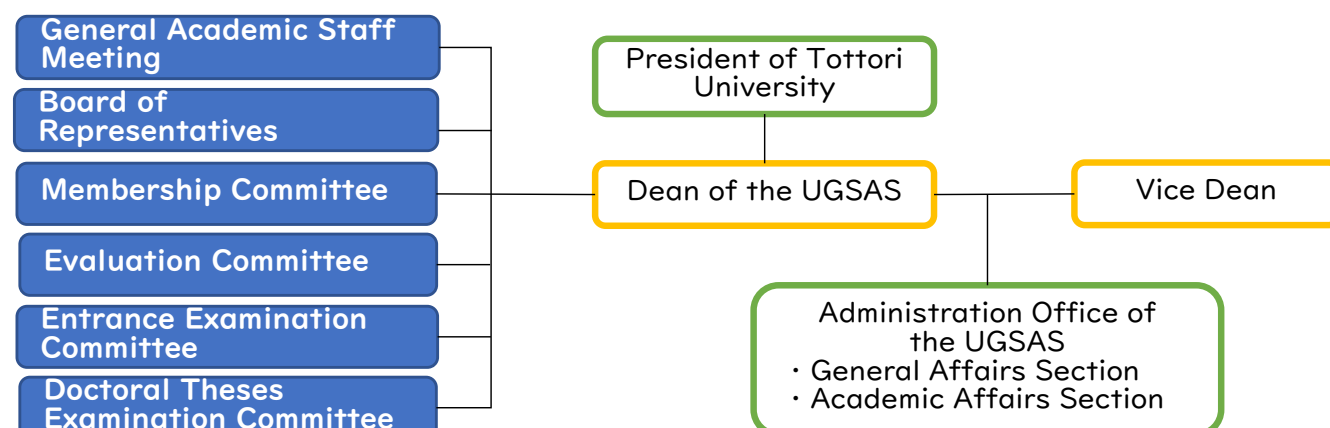 General Academic Staff
Meeting
Board of
Representatives
Membership Committee
Evaluation Committee
Entrance Examination
Committee
Doctoral Theses
Examination Committee
President of Tottori
University
Dean of the UGSAS
Vice Dean
Administration Office of
the UGSAS
・General Affairs Section
・Academic Affairs Section